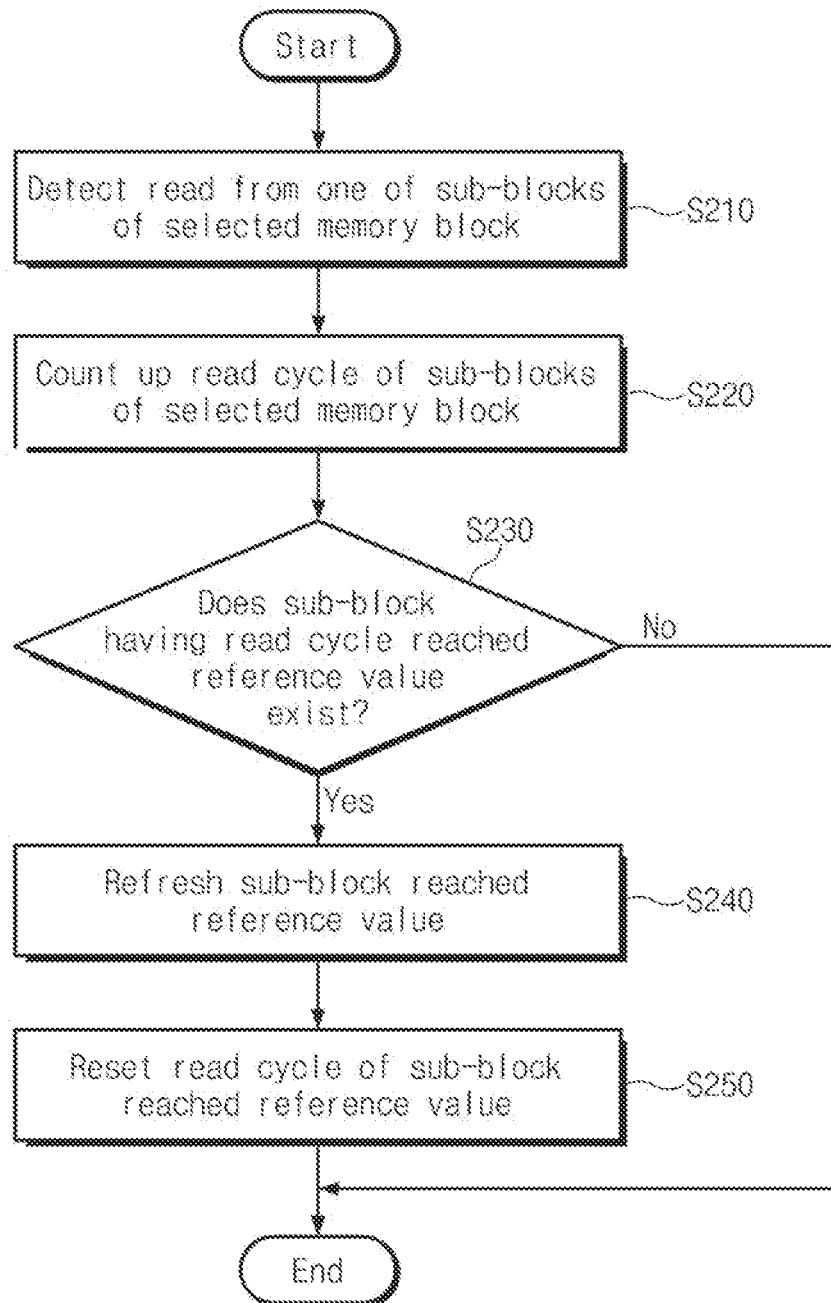 Start
Detect read from one of sub-blocks
of selected memory block
S210
Count up read cycle of sub-blocks
of selected memory block
S220
S230
Does sub-block
having read cycle reached
reference value
exist?
No
Yes
Refresh sub-block reached
reference value
S240
Reset read cycle of sub-block
reached reference value
S250
End